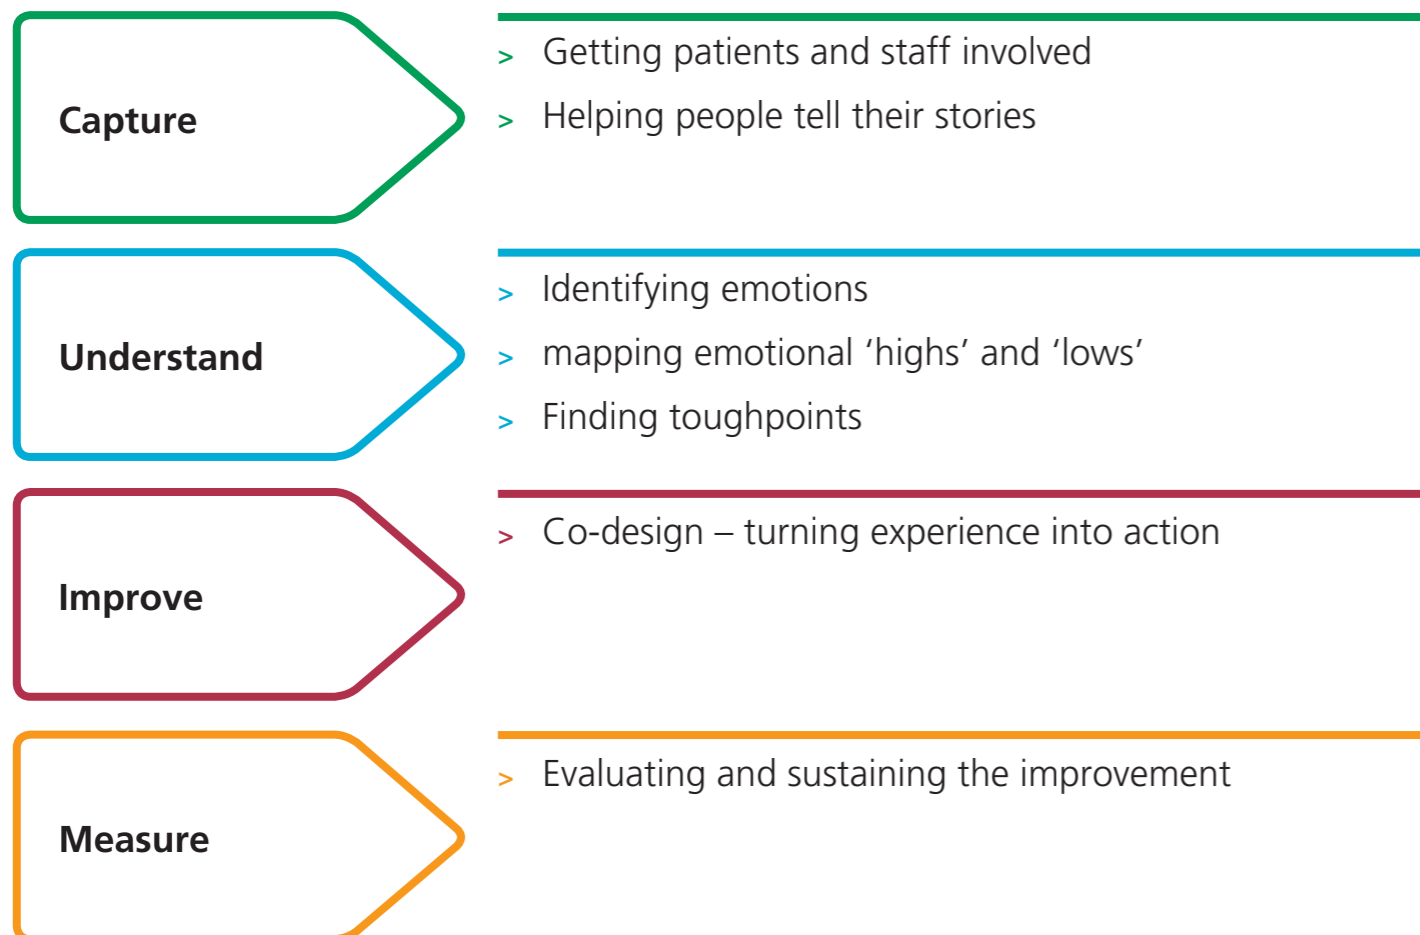 Capture
> Getting patients and staff involved
> Helping people tell their stories
Understand
> Identifying emotions
> mapping emotional ‘highs’ and ‘lows’
> Finding toughpoints
Improve
> Co-design – turning experience into action
Measure
> Evaluating and sustaining the improvement